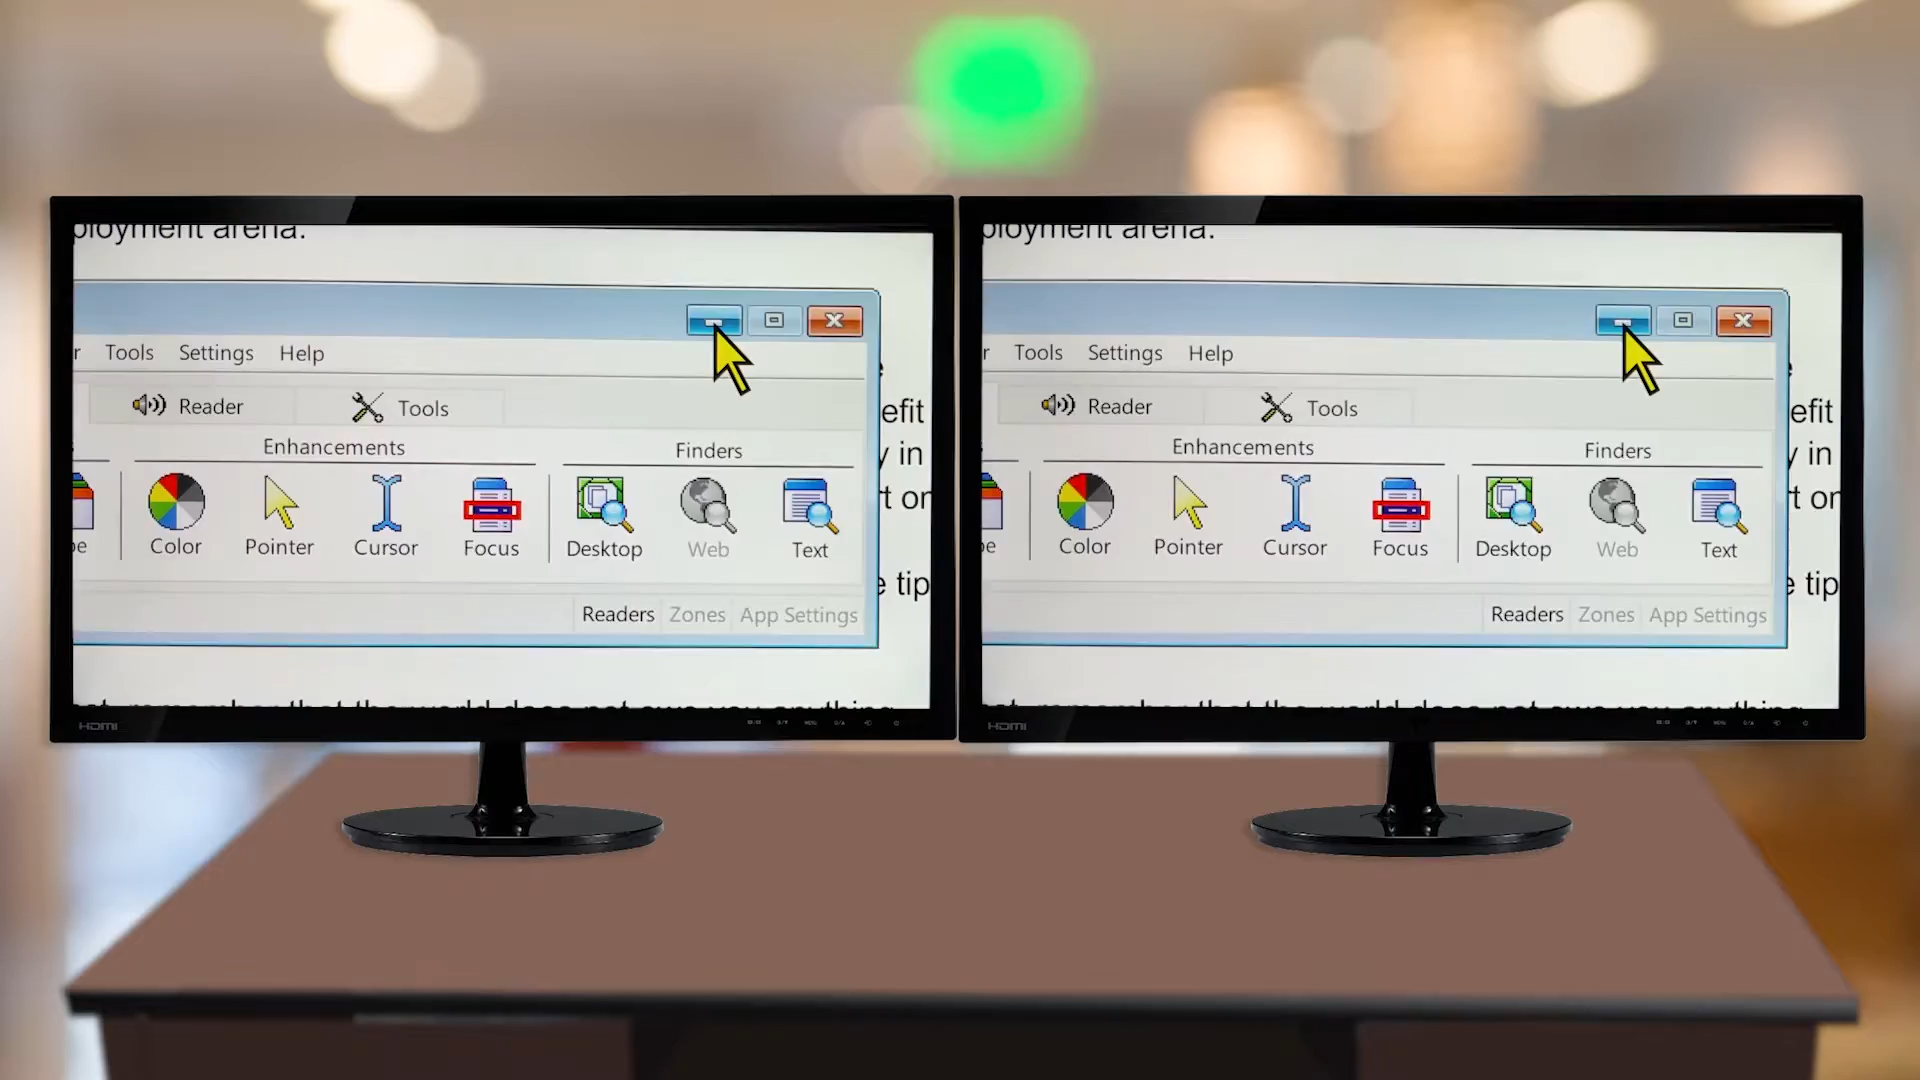 ployment arena.
Tools Settings Help
Reader Tools
efit
Enhancements Finders
y in
t or
Color Pointer Cursor Focus Desktop Web Text
e tip
Readers Zones App Settings
HDMI
ployment arena.
Tools Settings Help
Reader Tools
efit
Enhancements Finders
y in
t or
Color Pointer Cursor Focus Desktop Web Text
e tip
Readers Zones App Settings
HDMI